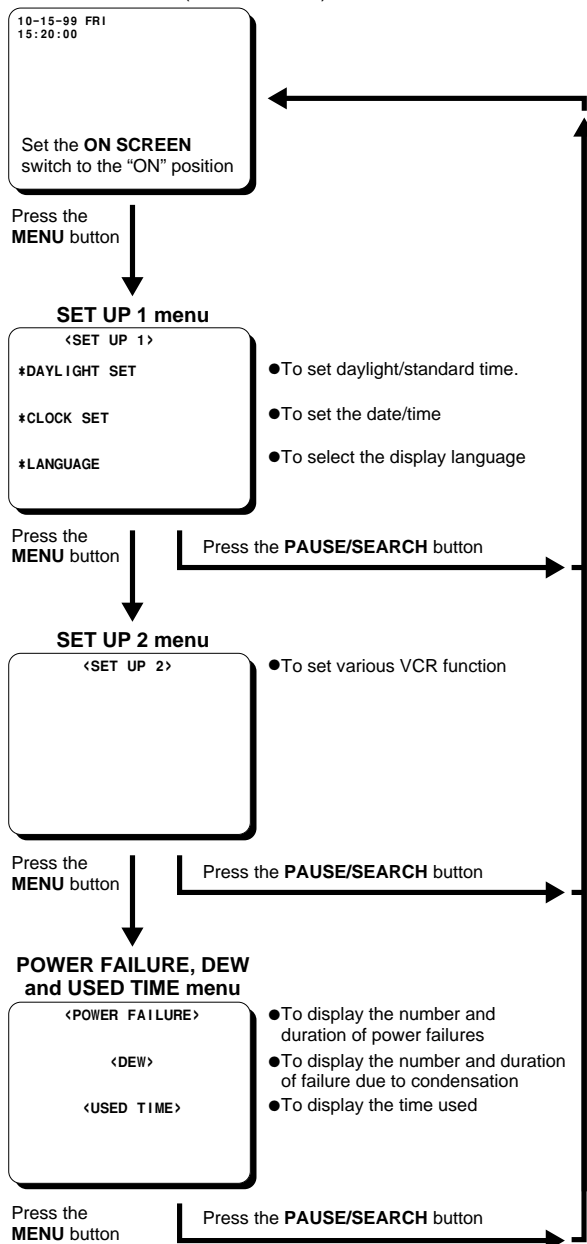 10-15-99 FRI
15:20:00
Set the ON SCREEN
switch to the “ON” position
Press the
MENU button
SET UP 1 menu
<SET UP 1>
*DAYLIGHT SET
●To set daylight/standard time.
*CLOCK SET
●To set the date/time
*LANGUAGE
●To select the display language
Press the
MENU button
Press the PAUSE/SEARCH button
SET UP 2 menu
<SET UP 2>
●To set various VCR function
Press the
MENU button
Press the PAUSE/SEARCH button
POWER FAILURE, DEW
and USED TIME menu
<POWER FAILURE>
●To display the number and
duration of power failures
<DEW>
●To display the number and duration
of failure due to condensation
<USED TIME>
●To display the time used
Press the
MENU button
Press the PAUSE/SEARCH button